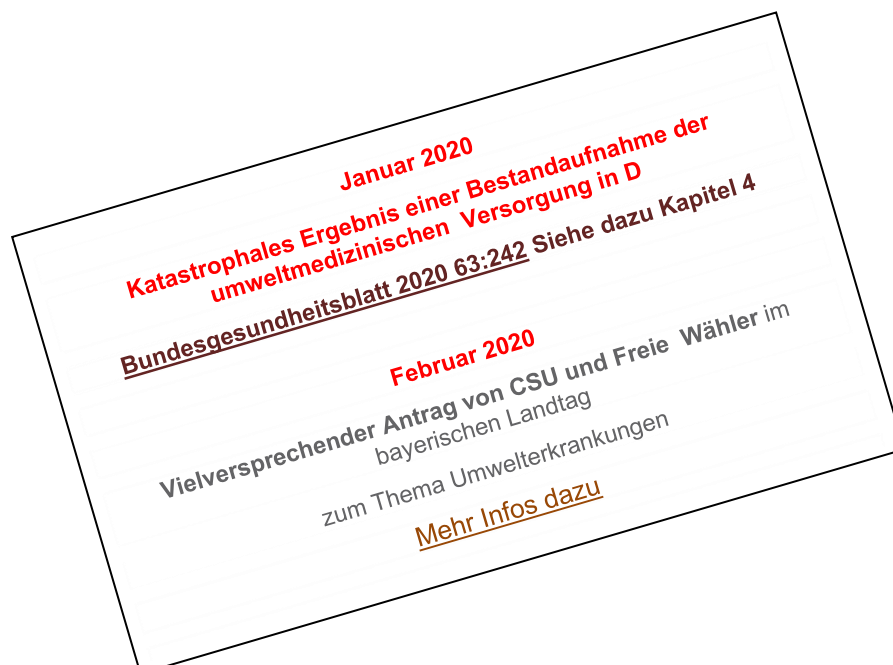 Januar 2020
Katastrophales Ergebnis einer Bestandaufnahme der
umweltmedizinischen Versorgung in D
Bundesgesundheitsblatt 2020 63:242 Siehe dazu Kapitel 4
Februar 2020
Vielversprechender Antrag von CSU und Freie Wähler im
bayerischen Landtag
zum Thema Umwelterkrankungen
Mehr Infos dazu